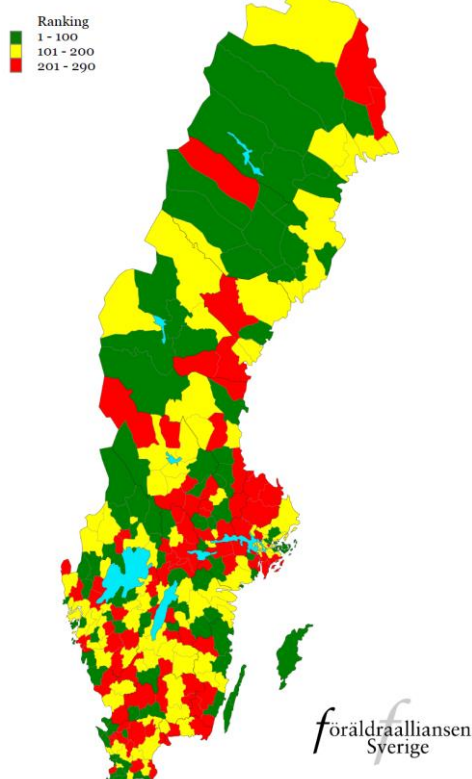 Ranking
1 - 100
101 - 200
201 - 290
föräldraalliansen
Sverige